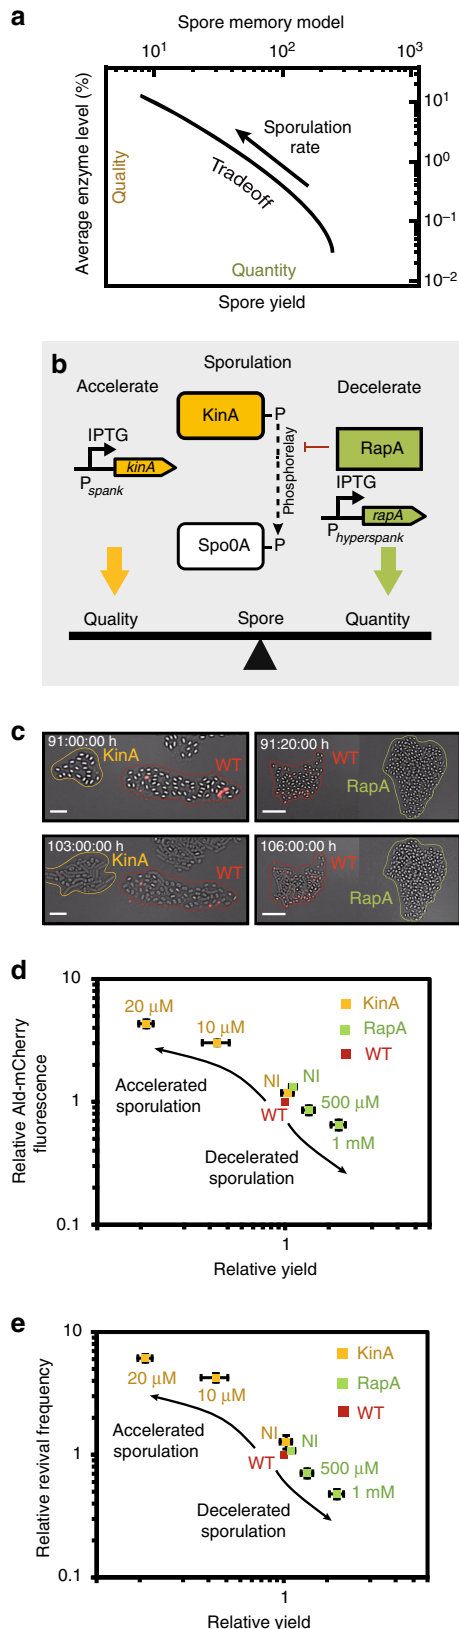 a
Spore memory model
10¹ 10² 10³
Average enzyme level (%)
Quality
Sporulation
rate
Tradeoff
Quantity
10¹
10⁰
10⁻¹
10⁻²
Spore yield
b
Sporulation
Accelerate
Decelerate
KinA
P
IPTG
kinA
Pspank
Phosphorelay
RapA
IPTG
rapA
Phyperspank
Spo0A
P
Quality
Spore
Quantity
c
91:00:00 h
KinA
WT
91:20:00 h
WT
RapA
103:00:00 h
KinA
WT
106:00:00 h
WT
RapA
d
10
1
0.1
Relative Ald-mCherry
fluorescence
20 µM
10 µM
KinA
RapA
WT
Accelerated
sporulation
NI
NI
WT
500 µM
1 mM
Decelerated
sporulation
1
Relative yield
e
10
1
0.1
Relative revival frequency
20 µM
10 µM
KinA
RapA
WT
Accelerated
sporulation
NI
NI
WT
500 µM
1 mM
Decelerated
sporulation
1
Relative yield